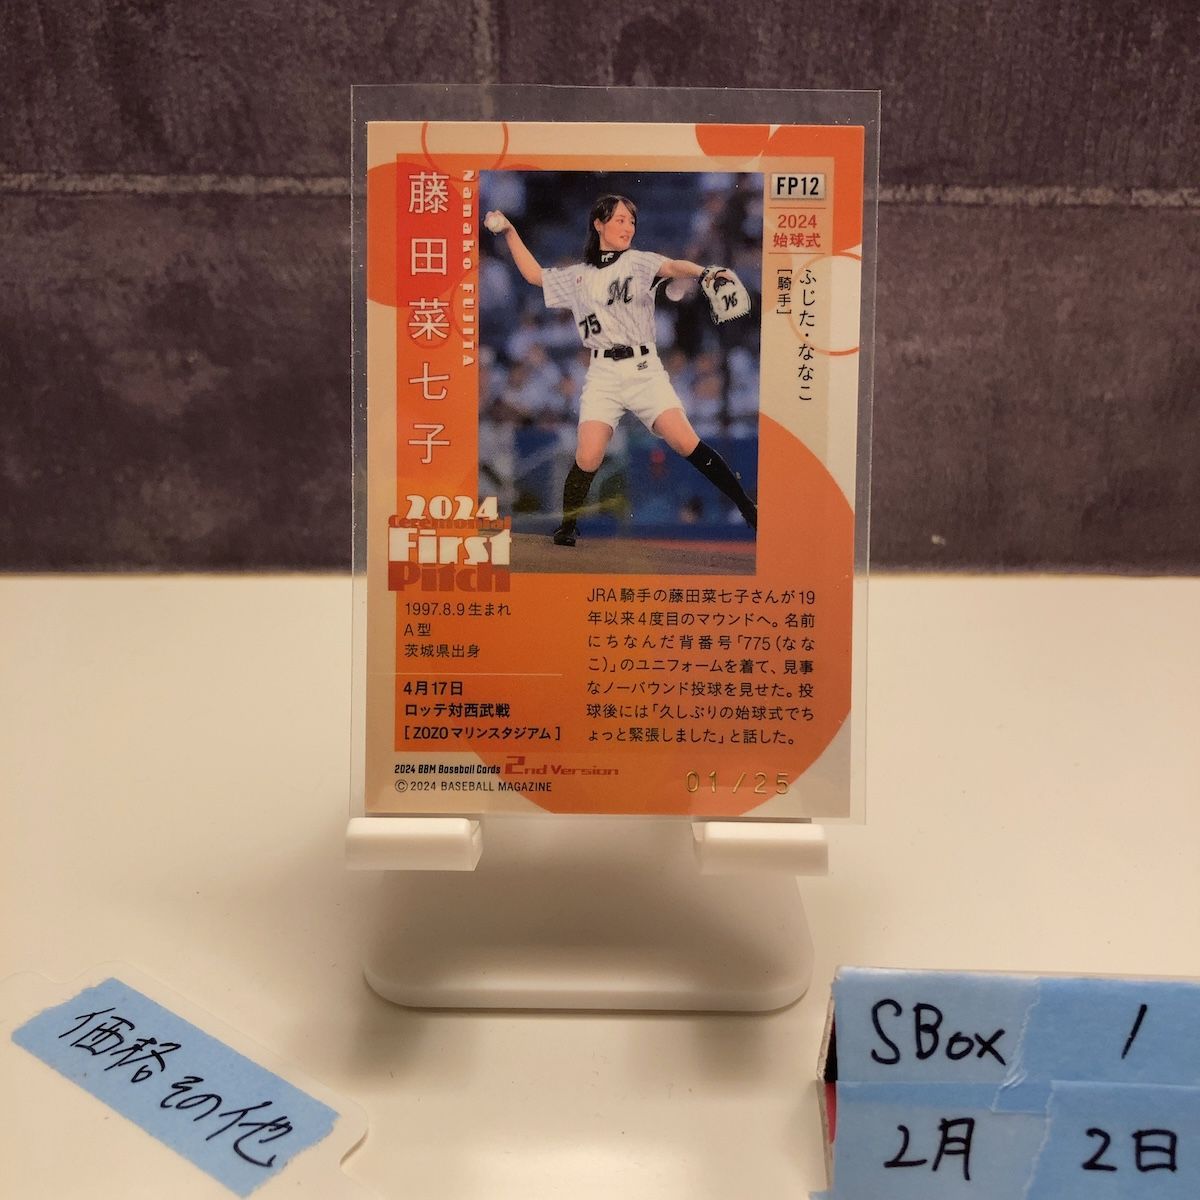 藤田菜七子
Nanako FUJITA
FP12
2024
始球式
ふじた・ななこ
[騎手]
M
75
2024
Ceremonial
First
Pitch
1997.8.9生まれ
A型
茨城県出身
4月17日
ロッテ対西武戦
[ZOZOマリンスタジアム]
JRA騎手の藤田菜七子さんが19
年以来4度目のマウンドへ。名前
にちなんだ背番号「775(なな
こ)」のユニフォームを着て、見事
なノーバウンド投球を見せた。投
球後には「久しぶりの始球式でち
ょっと緊張しました」と話した。
2024 BBM Baseball Cards 2nd Version
©2024 BASEBALL MAGAZINE
01/25
価格その他
SBox 1
2月 2日